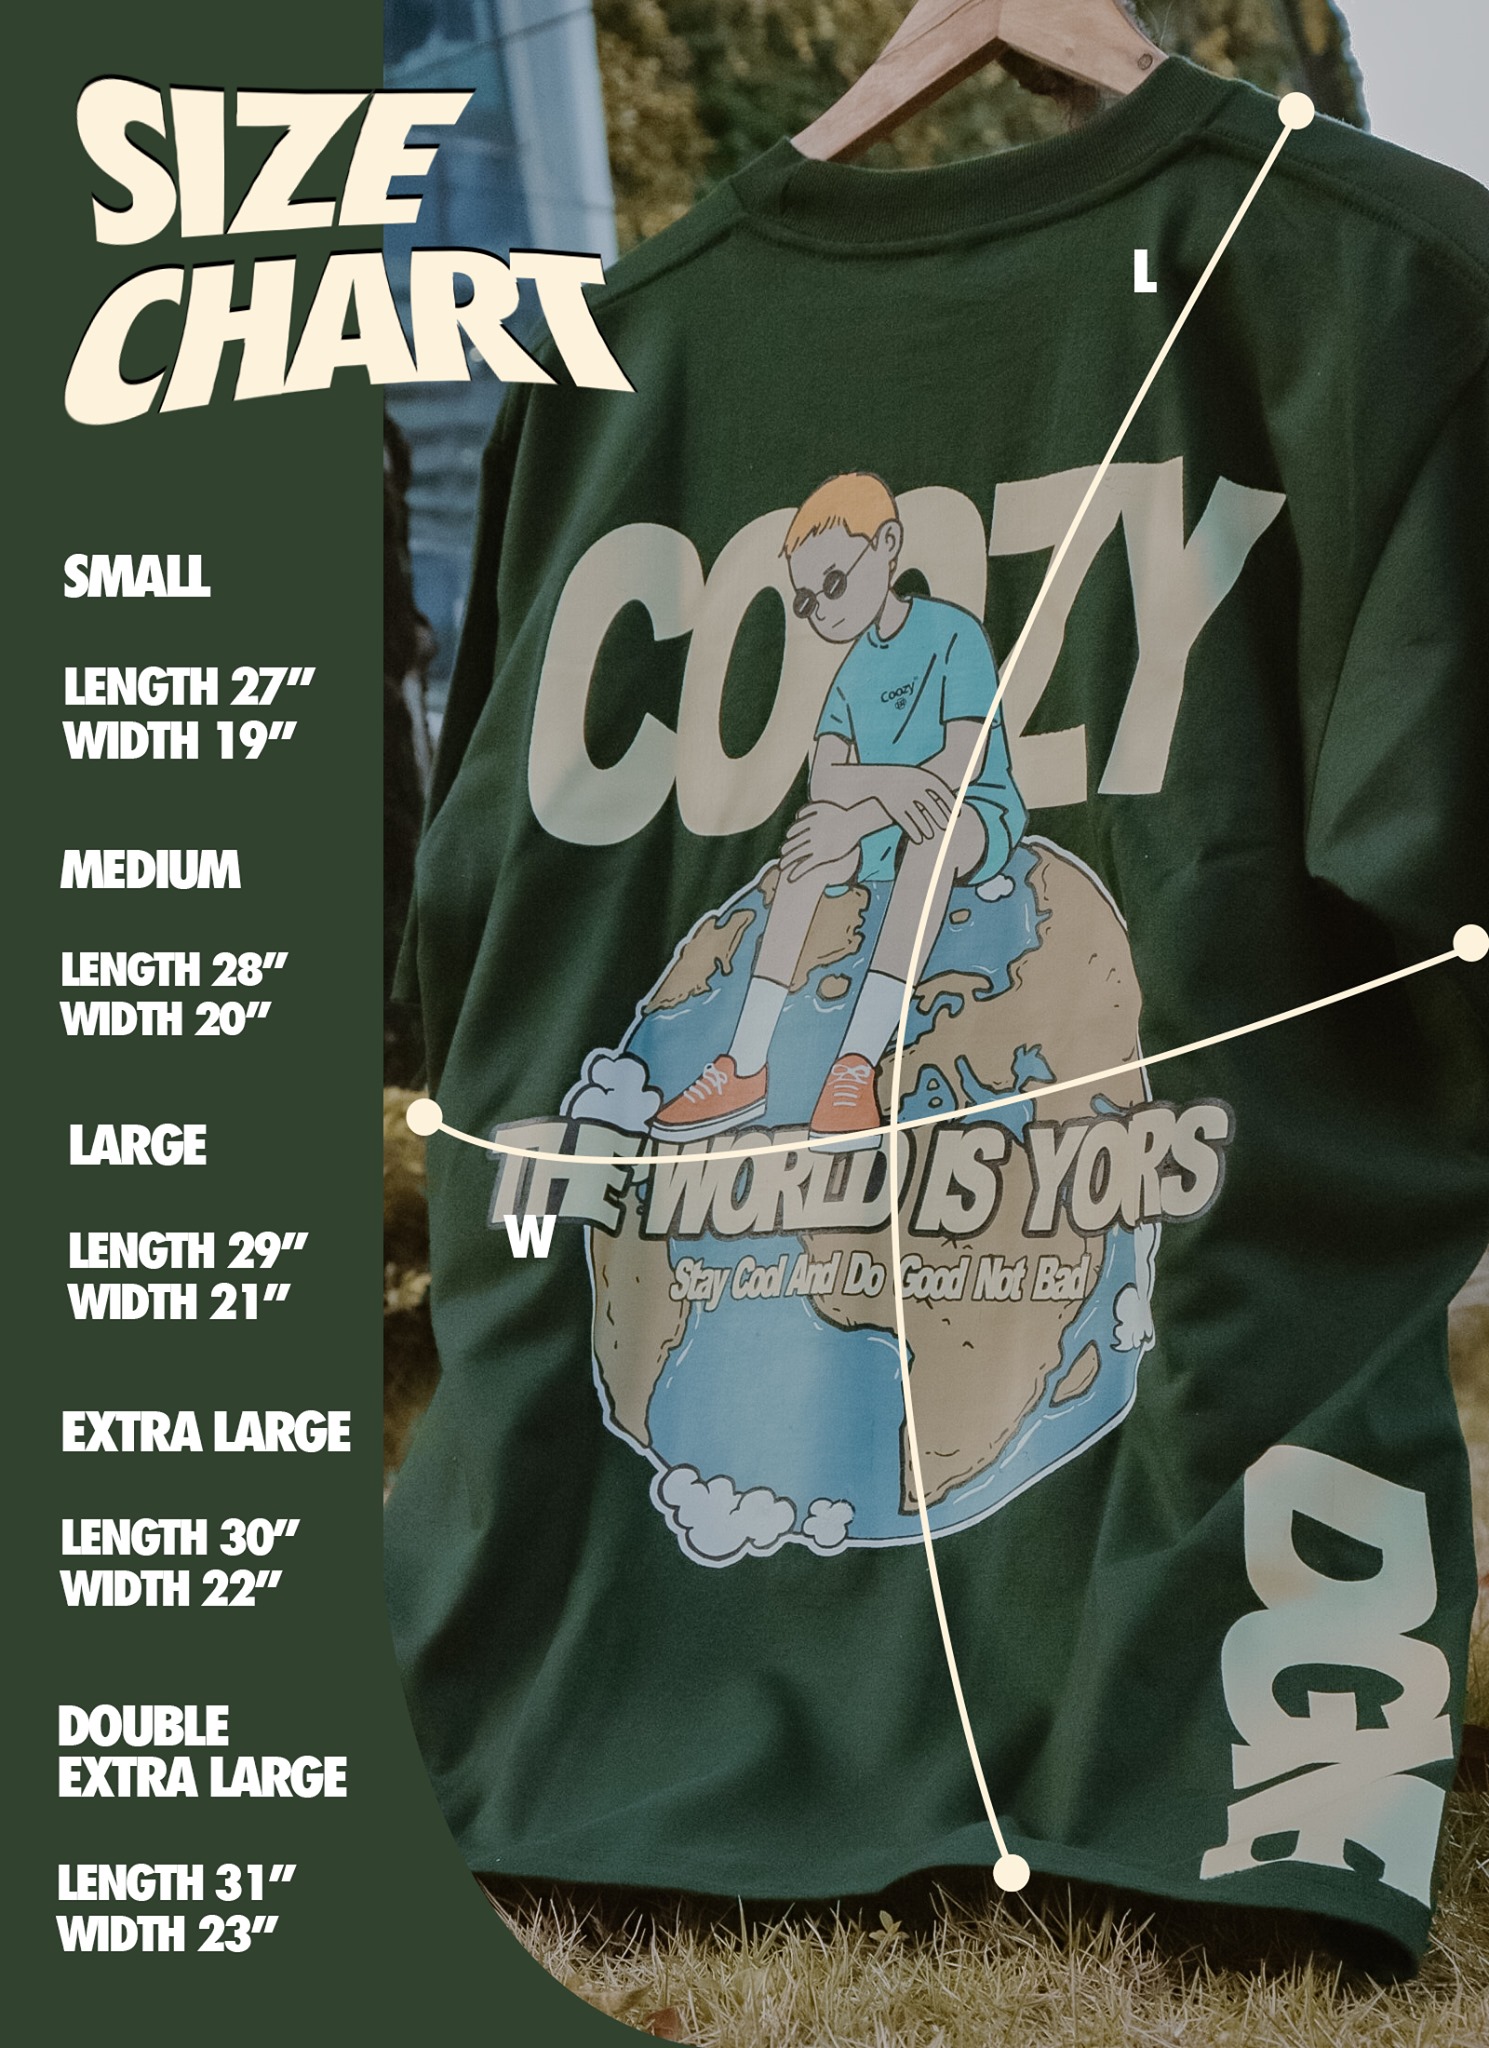 SIZE
CHART
SMALL
LENGTH 27"
WIDTH 19"
MEDIUM
LENGTH 28"
WIDTH 20"
LARGE
LENGTH 29"
WIDTH 21"
EXTRA LARGE
LENGTH 30"
WIDTH 22"
DOUBLE
EXTRA LARGE
LENGTH 31"
WIDTH 23"
L
COOZY
Coozy
THE WORLD IS YORS
W
Stay Cool And Do Good Not Bad